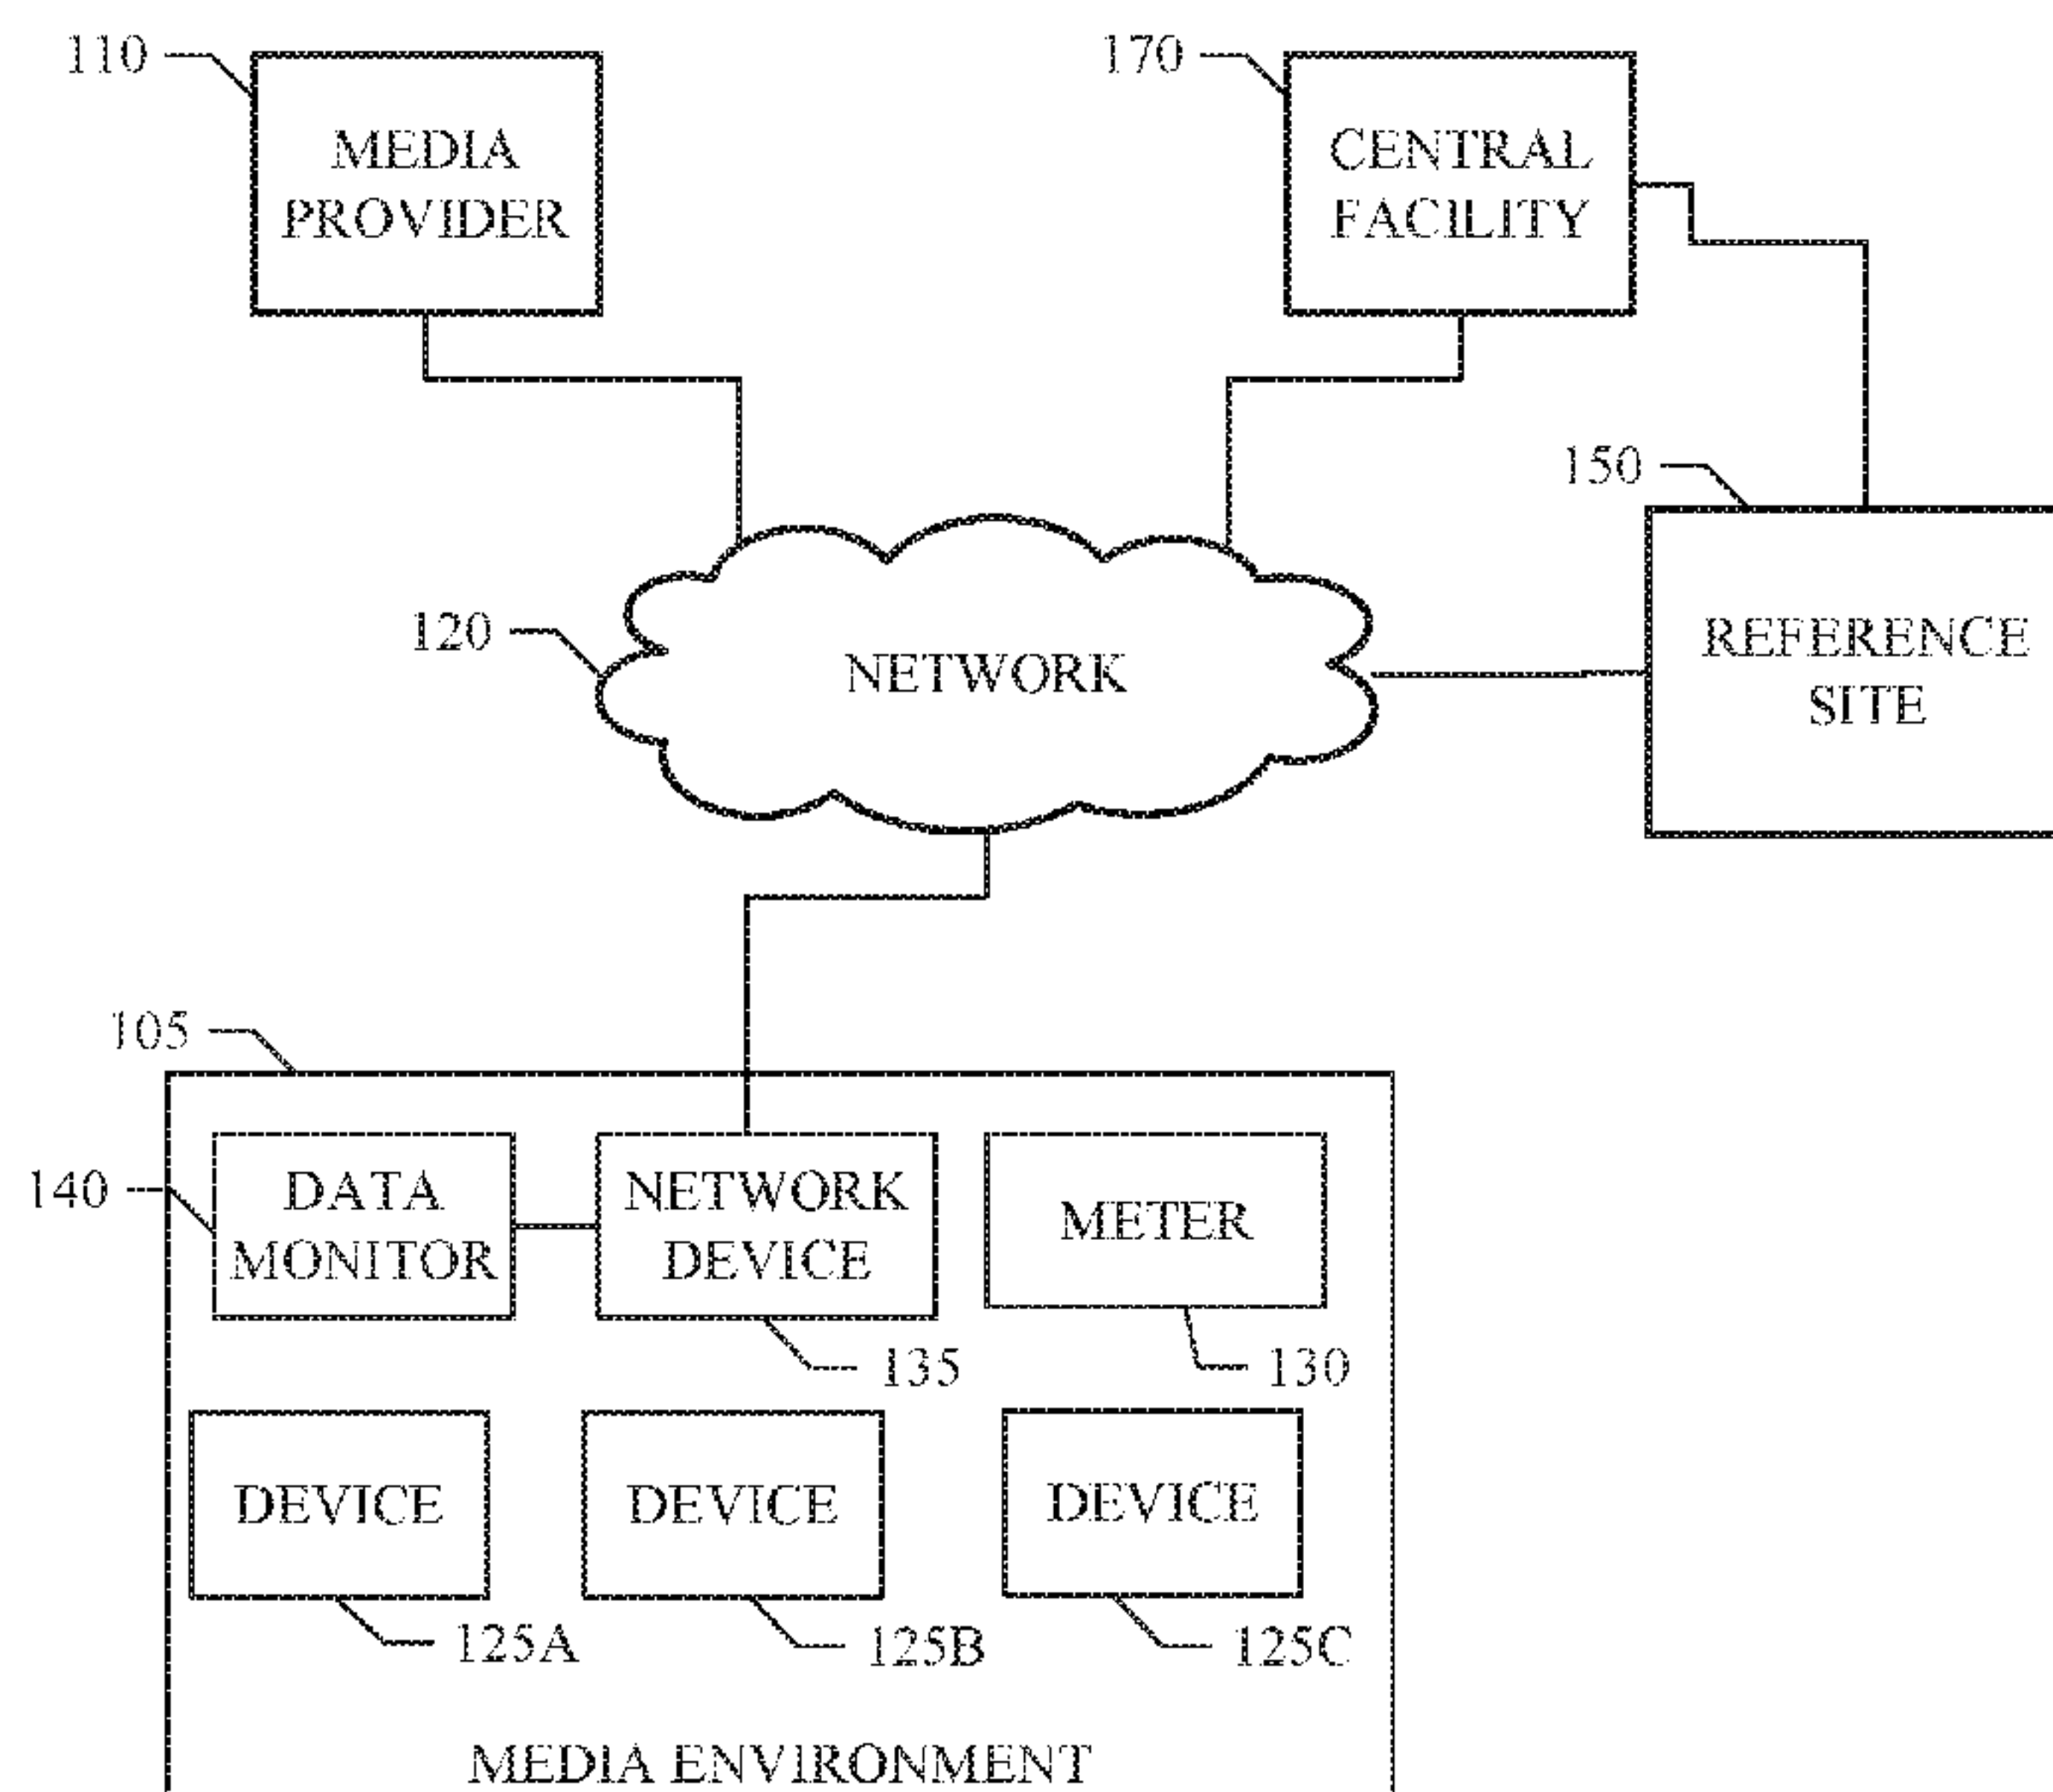 110
MEDIA
PROVIDER
170
CENTRAL
FACILITY
150
REFERENCE
SITE
120
NETWORK
105
140
DATA
MONITOR
NETWORK
DEVICE
METER
135
130
DEVICE
DEVICE
DEVICE
125A
125B
125C
MEDIA ENVIRONMENT